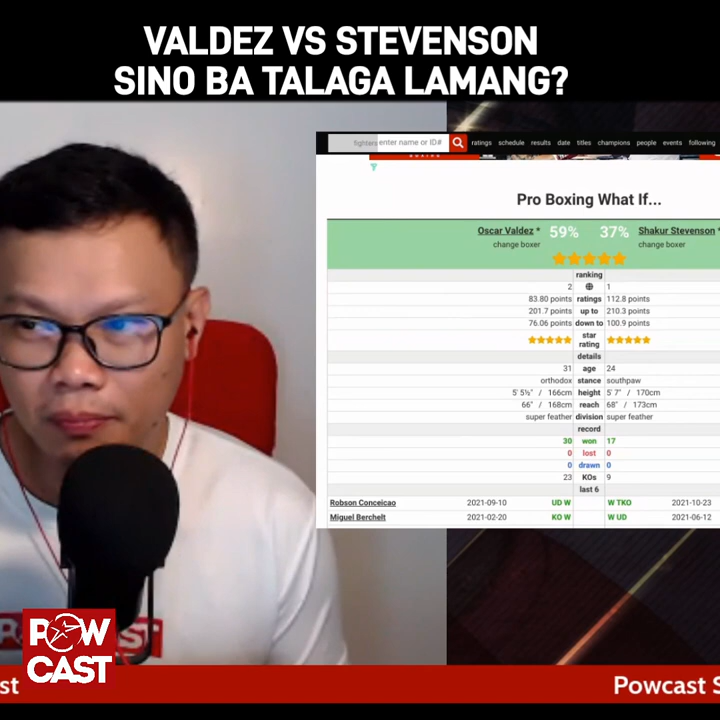 VALDEZ VS STEVENSON
SINO BA TALAGA LAMANG?
fighters enter name or ID# ratings schedule results date titles champions people events following
Pro Boxing What If...
Oscar Valdez * 59% 37% Shakur Stevenson *
change boxer change boxer
ranking
2 1
83.80 points ratings 112.8 points
201.7 points up to 210.3 points
76.06 points down to 100.9 points
star
rating
details
31 age 24
orthodox stance southpaw
5' 5½" / 166cm height 5' 7" / 170cm
66" / 168cm reach 68" / 173cm
super feather division super feather
record
30 won 17
0 lost 0
0 drawn 0
23 KOs 9
last 6
Robson Conceicao 2021-09-10 UD W W TKO 2021-10-23
Miguel Berchelt 2021-02-20 KO W W UD 2021-06-12
POWCAST
POW
CAST
st
Powcast S